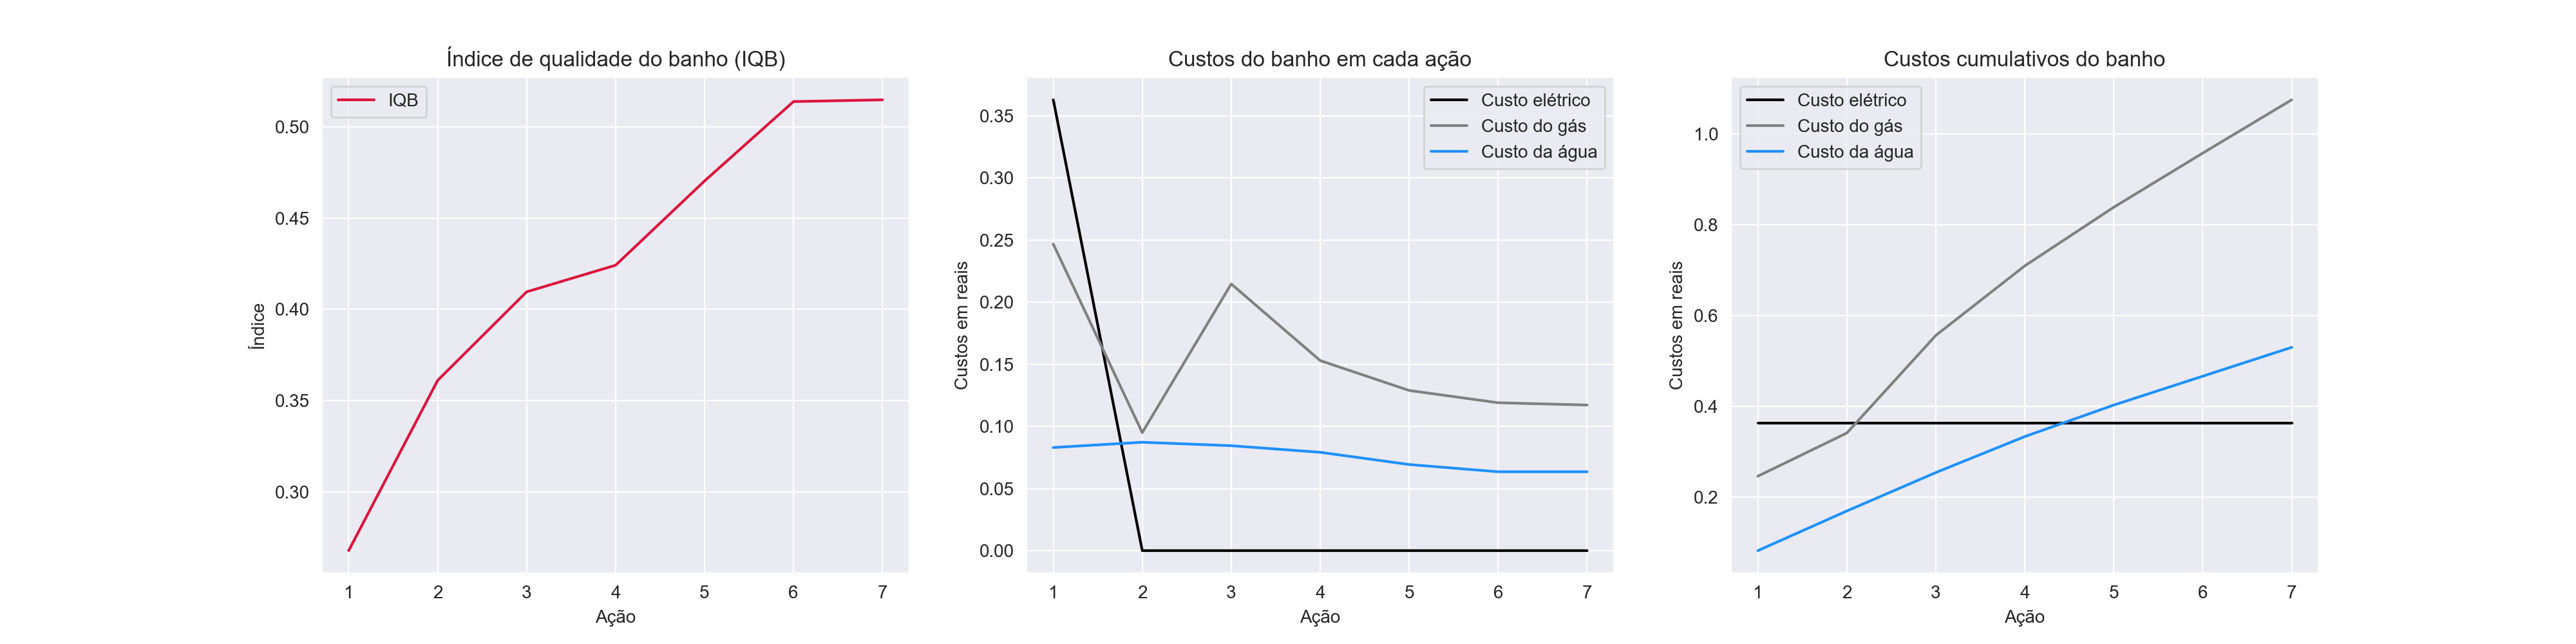 Índice de qualidade do banho (IQB)
IQB
0.50
0.45
0.40
0.35
0.30
Índice
1 2 3 4 5 6 7
Ação
Custos do banho em cada ação
Custo elétrico
Custo do gás
Custo da água
0.35
0.30
0.25
0.20
0.15
0.10
0.05
0.00
Custos em reais
1 2 3 4 5 6 7
Ação
Custos cumulativos do banho
Custo elétrico
Custo do gás
Custo da água
1.0
0.8
0.6
0.4
0.2
Custos em reais
1 2 3 4 5 6 7
Ação